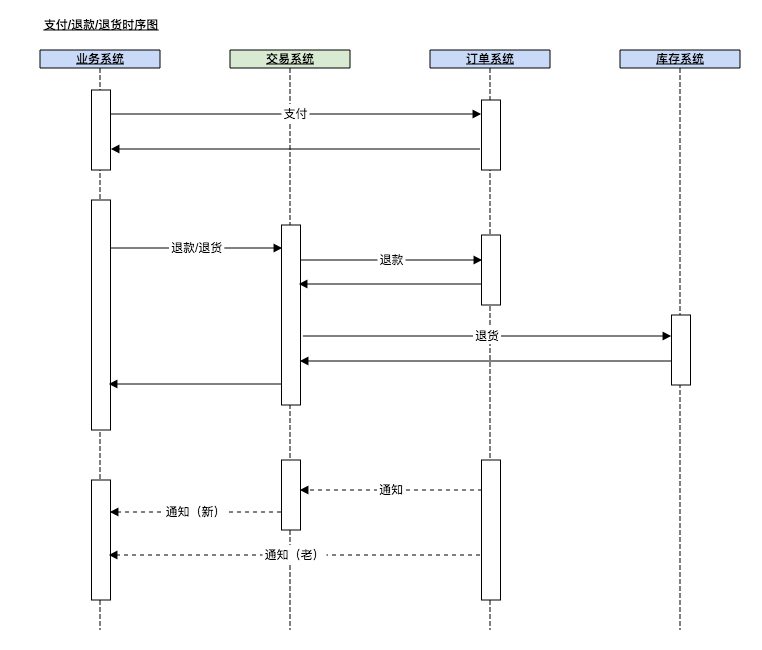 支付/退款/退货时序图
业务系统
交易系统
订单系统
库存系统
支付
退款/退货
退款
退货
通知
通知（新）
通知（老）